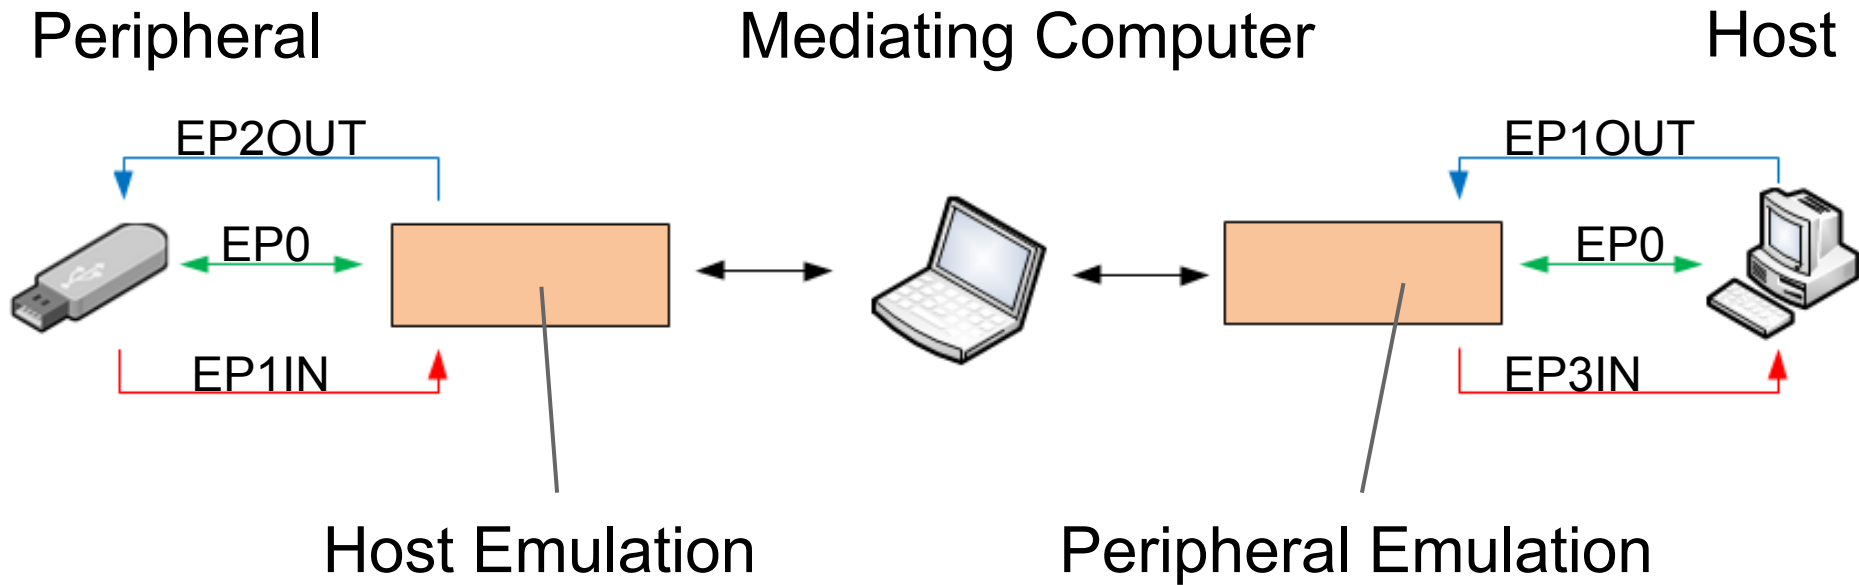 Peripheral
Mediating Computer
Host
EP2OUT
EP1OUT
EP0
EP0
EP1IN
EP3IN
Host Emulation
Peripheral Emulation